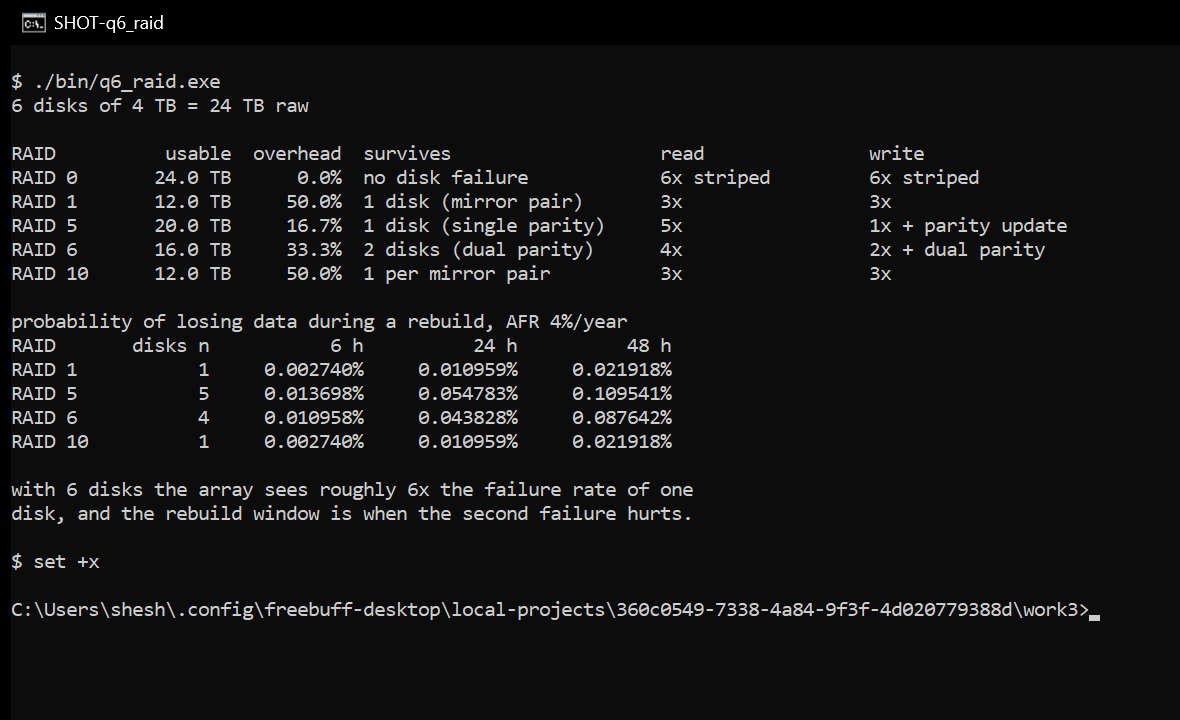 SHOT-q6_raid
$ ./bin/q6_raid.exe
6 disks of 4 TB = 24 TB raw
RAID          usable  overhead  survives                   read               write
RAID 0       24.0 TB      0.0%  no disk failure            6x striped         6x striped
RAID 1       12.0 TB     50.0%  1 disk (mirror pair)       3x                 3x
RAID 5       20.0 TB     16.7%  1 disk (single parity)     5x                 1x + parity update
RAID 6       16.0 TB     33.3%  2 disks (dual parity)      4x                 2x + dual parity
RAID 10      12.0 TB     50.0%  1 per mirror pair          3x                 3x
probability of losing data during a rebuild, AFR 4%/year
RAID       disks n           6 h          24 h          48 h
RAID 1           1     0.002740%     0.010959%     0.021918%
RAID 5           5     0.013698%     0.054783%     0.109541%
RAID 6           4     0.010958%     0.043828%     0.087642%
RAID 10          1     0.002740%     0.010959%     0.021918%
with 6 disks the array sees roughly 6x the failure rate of one
disk, and the rebuild window is when the second failure hurts.
$ set +x
C:\Users\shesh\.config\freebuff-desktop\local-projects\360c0549-7338-4a84-9f3f-4d020779388d\work3>